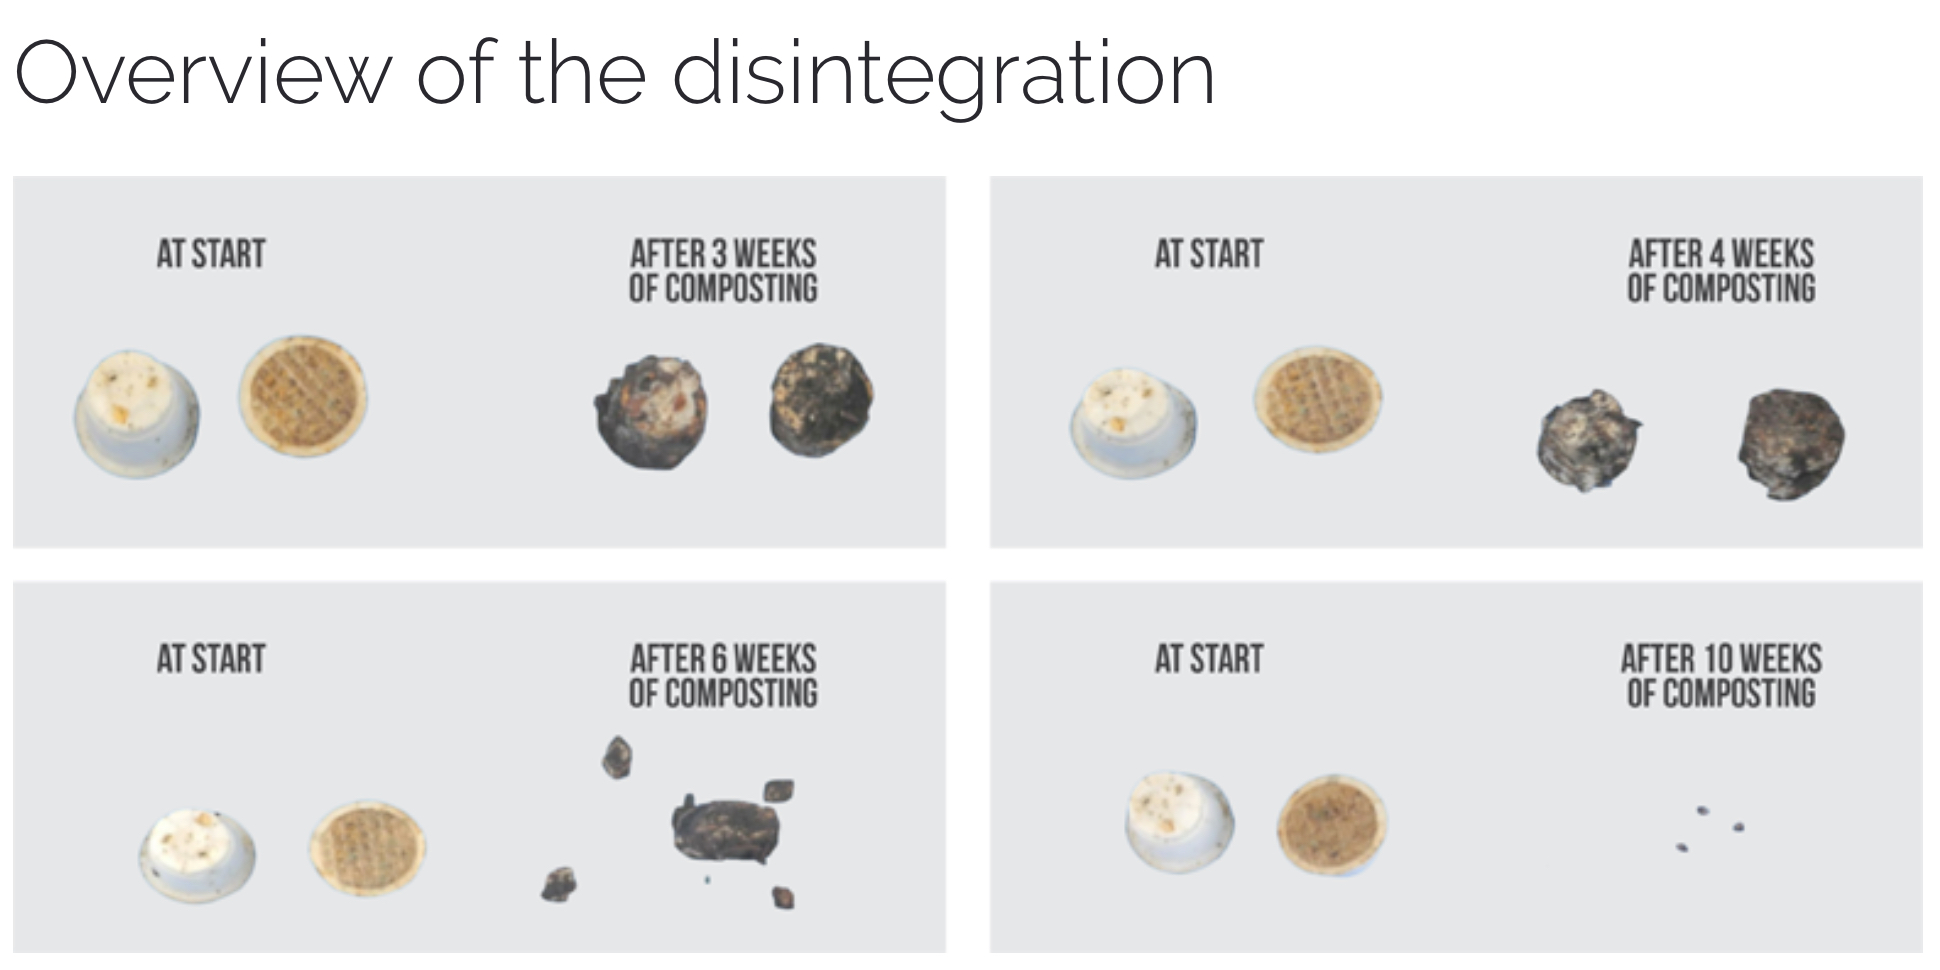 Overview of the disintegration
AT START
AFTER 3 WEEKS
OF COMPOSTING
AT START
AFTER 4 WEEKS
OF COMPOSTING
AT START
AFTER 6 WEEKS
OF COMPOSTING
AT START
AFTER 10 WEEKS
OF COMPOSTING